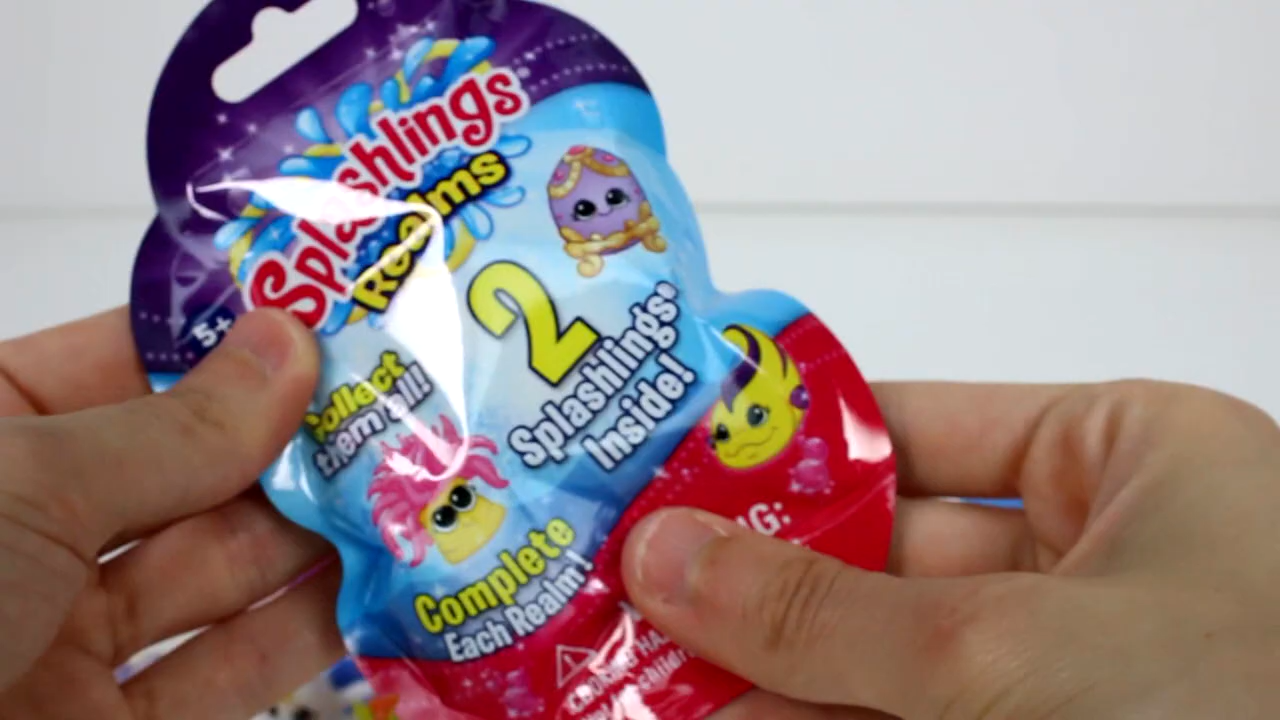 Splashlings
Realms
5+
Collect
them all!
2
Splashlings®
Inside!
Complete
Each Realm!